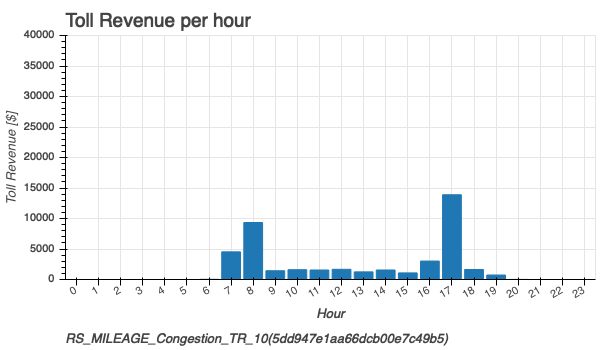 Toll Revenue per hour
40000
35000
30000
25000
20000
15000
10000
5000
0
Toll Revenue [$]
0 1 2 3 4 5 6 7 8 9 10 11 12 13 14 15 16 17 18 19 20 21 22 23
Hour
RS_MILEAGE_Congestion_TR_10(5dd947e1aa66dcb00e7c49b5)